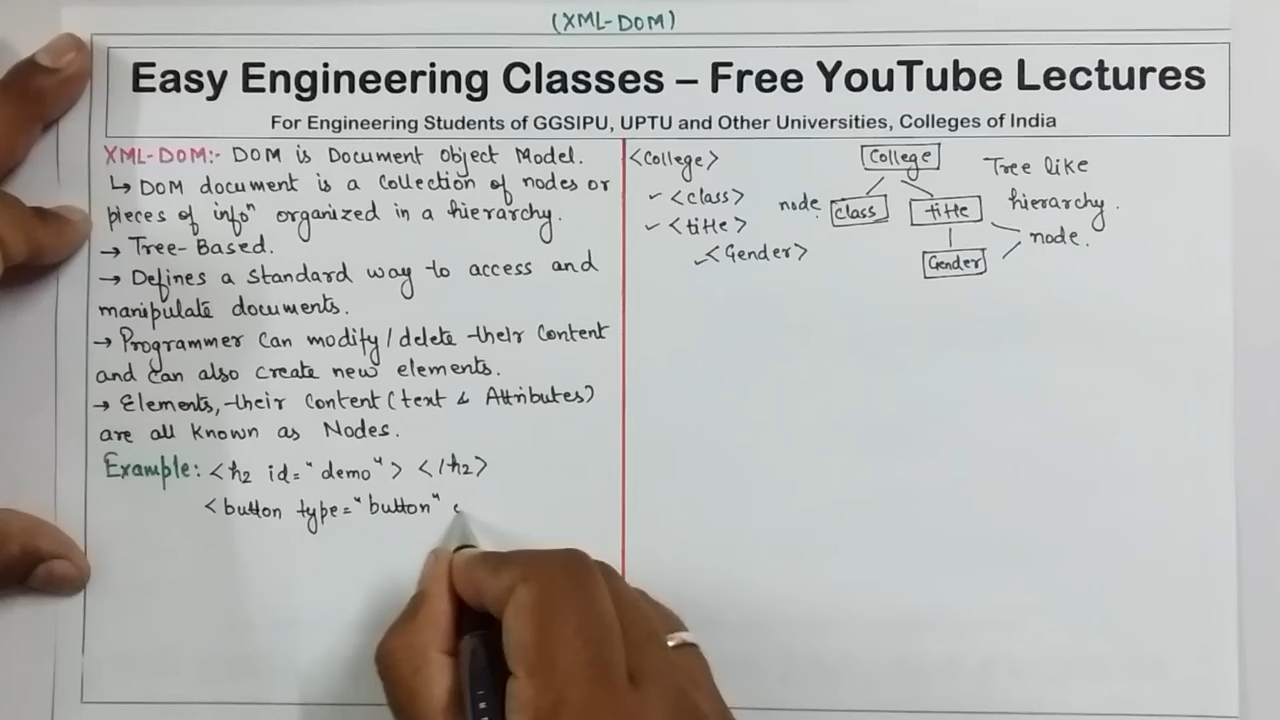 (XML-DOM)
Easy Engineering Classes – Free YouTube Lectures
For Engineering Students of GGSIPU, UPTU and Other Universities, Colleges of India
XML-DOM:- DOM is Document Object Model.
↳ DOM document is a collection of nodes or
pieces of infoⁿ organized in a hierarchy.
→ Tree-Based.
→ Defines a standard way to access and
manipulate documents.
→ Programmer can modify/delete their content
and can also create new elements.
→ Elements, their content (text & Attributes)
are all known as Nodes.
Example: <h2 id="demo"> </h2>
<button type="button"
<College>
✓ <class>
✓ <title>
✓ <Gender>
College
node. class title
Gender
Tree like
hierarchy.
node.